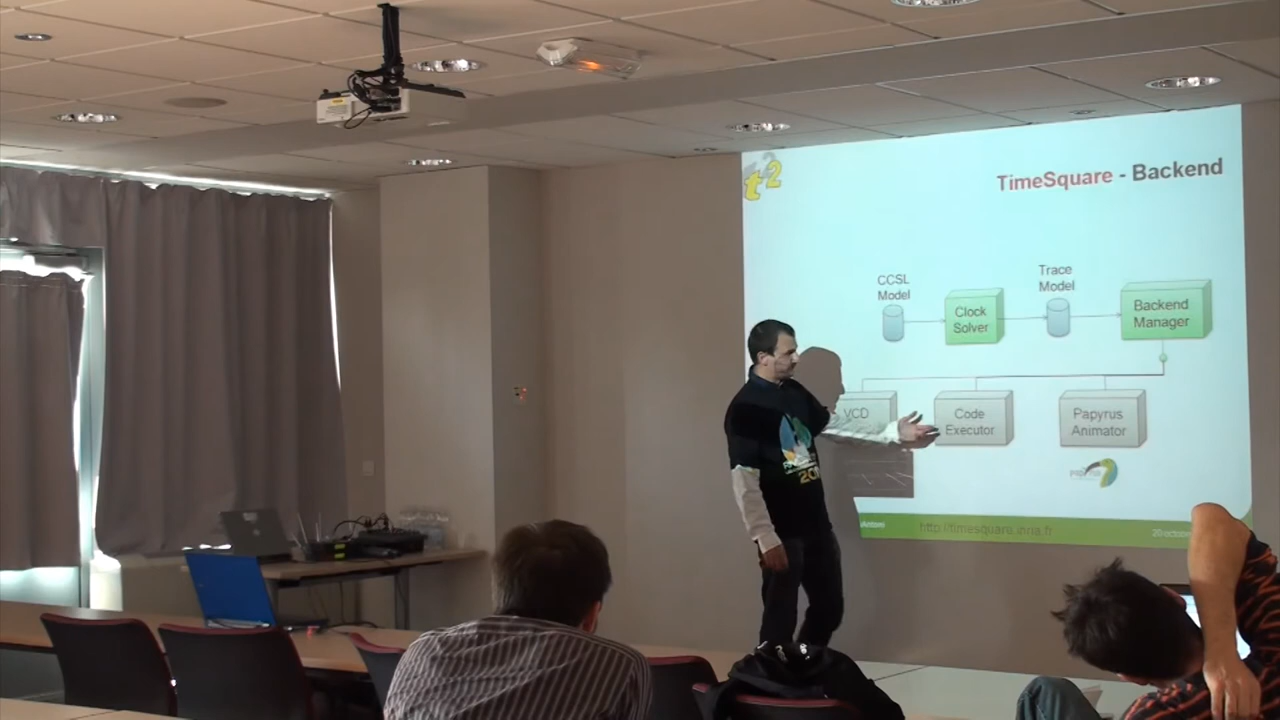 t2
TimeSquare - Backend
CCSL
Model
Clock
Solver
Trace
Model
Backend
Manager
VCD
Code
Executor
Papyrus
Animator
http://timesquare.inria.fr
20